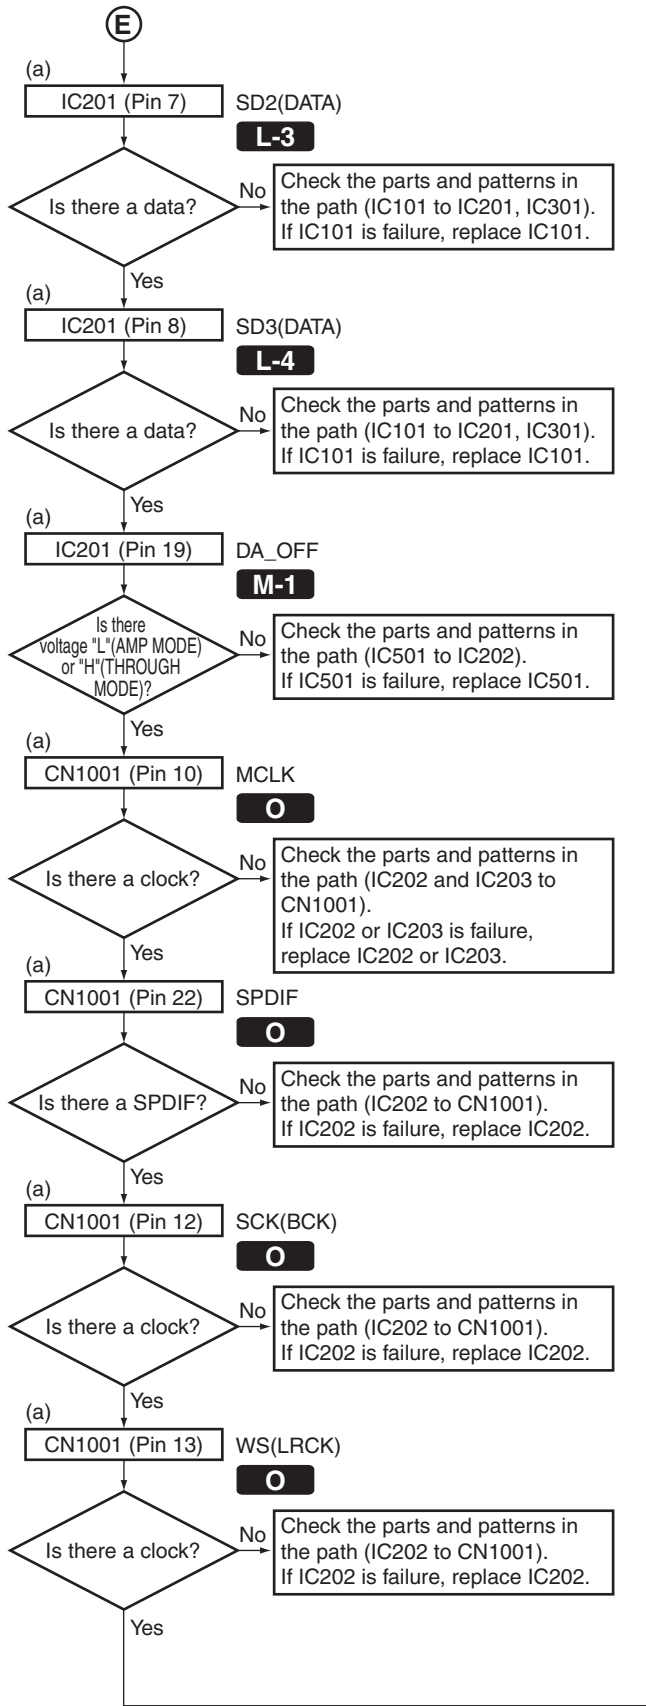 E
(a)
IC201 (Pin 7)
SD2(DATA)
L-3
Is there a data?
No
Check the parts and patterns in
the path (IC101 to IC201, IC301).
If IC101 is failure, replace IC101.
Yes
(a)
IC201 (Pin 8)
SD3(DATA)
L-4
Is there a data?
No
Check the parts and patterns in
the path (IC101 to IC201, IC301).
If IC101 is failure, replace IC101.
Yes
(a)
IC201 (Pin 19)
DA_OFF
M-1
Is there
voltage "L"(AMP MODE)
or "H"(THROUGH
MODE)?
No
Check the parts and patterns in
the path (IC501 to IC202).
If IC501 is failure, replace IC501.
Yes
(a)
CN1001 (Pin 10)
MCLK
O
Is there a clock?
No
Check the parts and patterns in
the path (IC202 and IC203 to
CN1001).
If IC202 or IC203 is failure,
replace IC202 or IC203.
Yes
(a)
CN1001 (Pin 22)
SPDIF
O
Is there a SPDIF?
No
Check the parts and patterns in
the path (IC202 to CN1001).
If IC202 is failure, replace IC202.
Yes
(a)
CN1001 (Pin 12)
SCK(BCK)
O
Is there a clock?
No
Check the parts and patterns in
the path (IC202 to CN1001).
If IC202 is failure, replace IC202.
Yes
(a)
CN1001 (Pin 13)
WS(LRCK)
O
Is there a clock?
No
Check the parts and patterns in
the path (IC202 to CN1001).
If IC202 is failure, replace IC202.
Yes